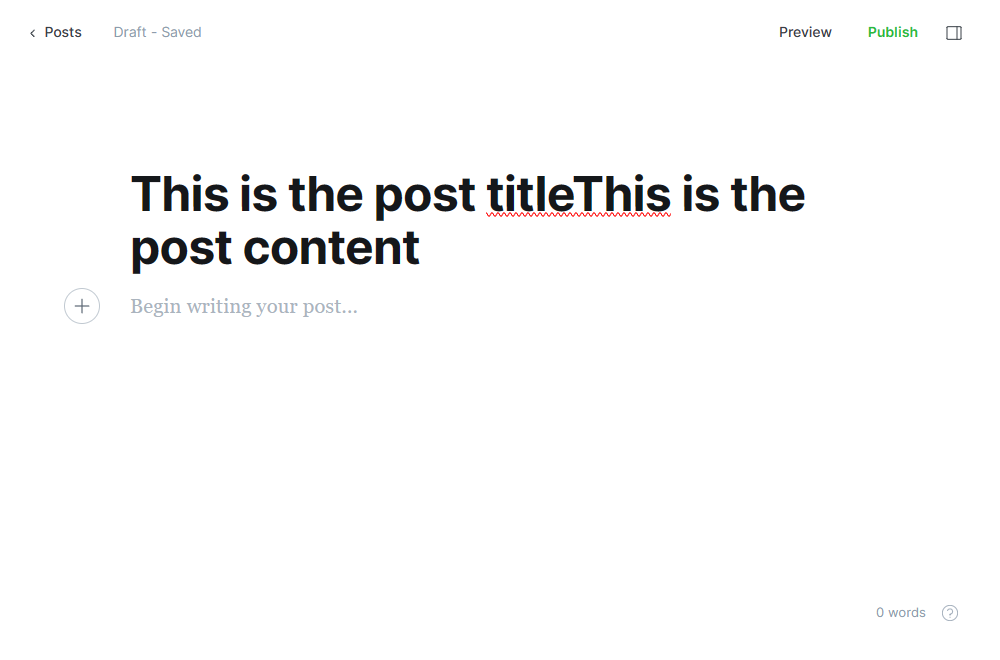 Posts Draft - Saved Preview Publish
This is the post titleThis is the
post content
Begin writing your post...
0 words ?